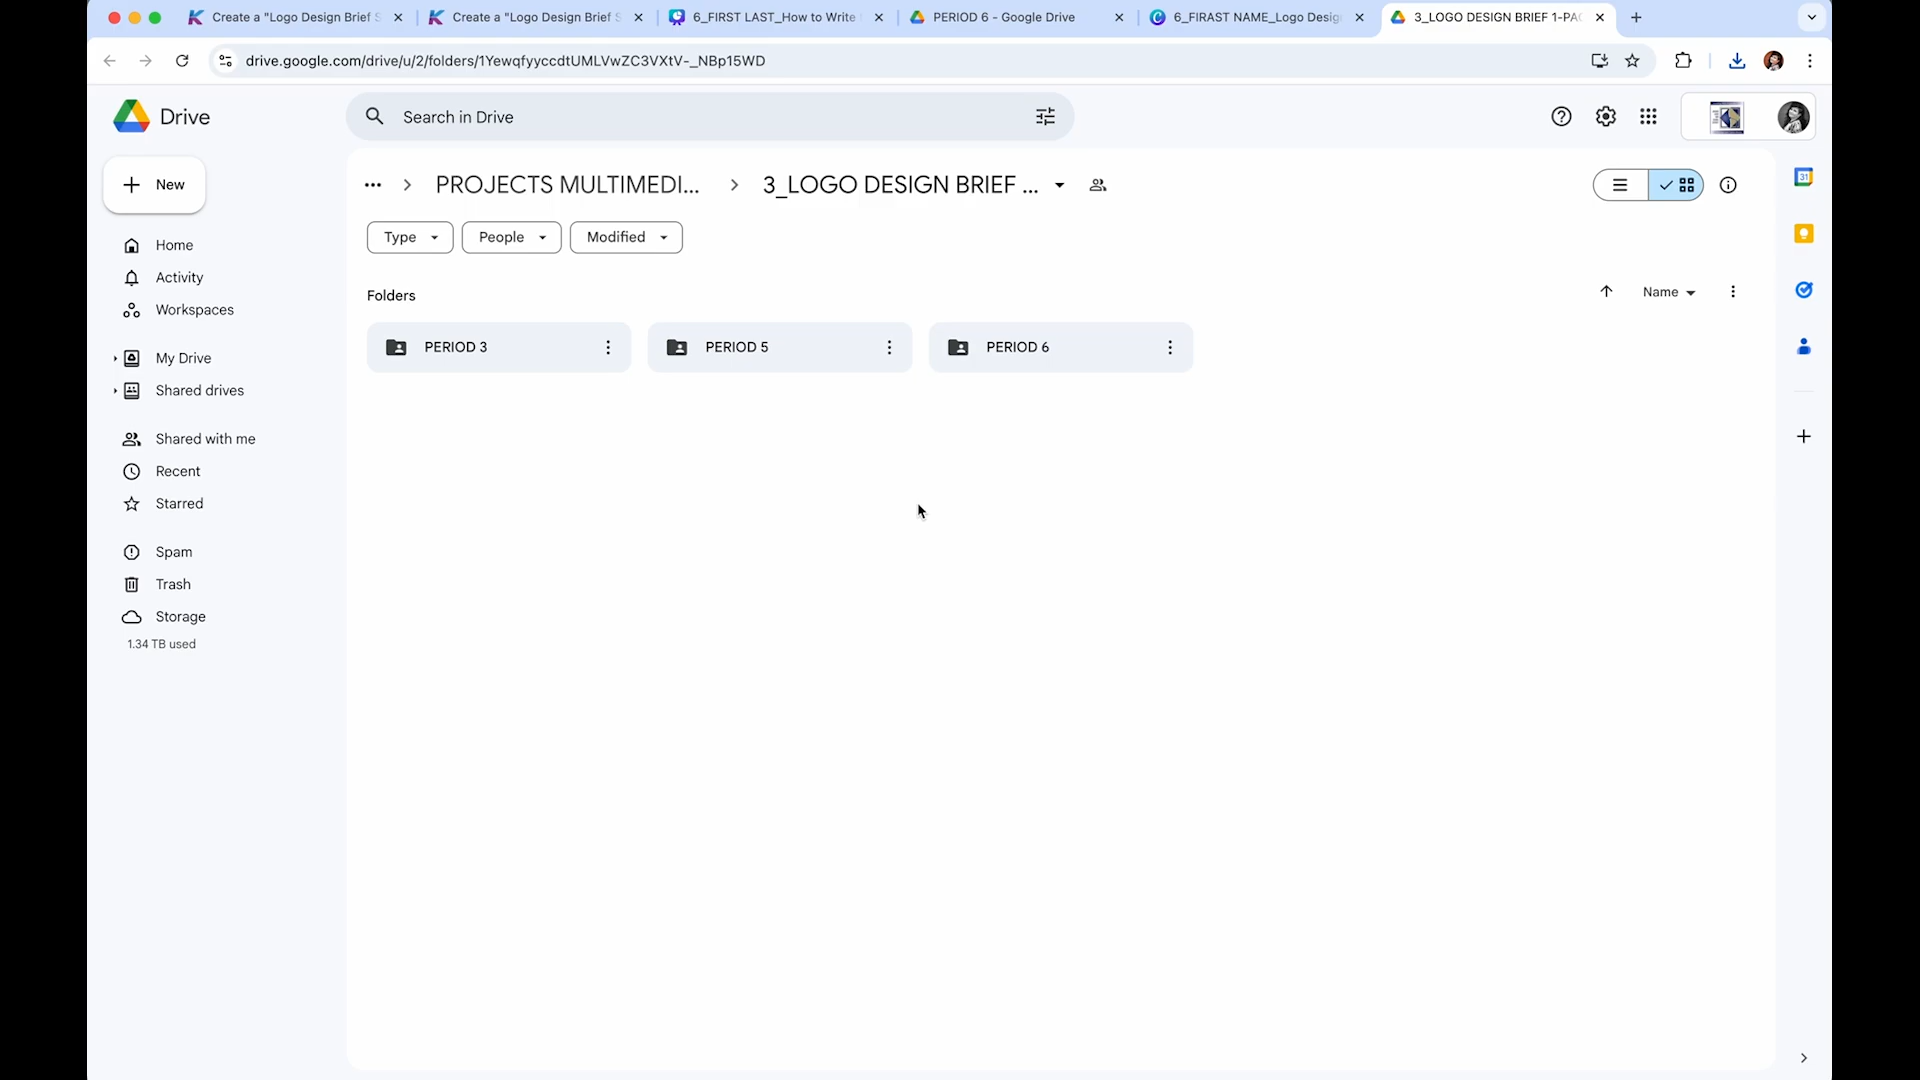 Create a "Logo Design Brief S
Create a "Logo Design Brief S
6_FIRST LAST_How to Write
PERIOD 6 - Google Drive
6_FIRAST NAME_Logo Desig
3_LOGO DESIGN BRIEF 1-PA
drive.google.com/drive/u/2/folders/1YewqfyyccdtUMLVwZC3VXtV-_NBp15WD
Drive
Search in Drive
New
PROJECTS MULTIMEDI...
3_LOGO DESIGN BRIEF ...
Type
People
Modified
Home
Activity
Workspaces
My Drive
Shared drives
Shared with me
Recent
Starred
Spam
Trash
Storage
1.34 TB used
Folders
Name
PERIOD 3
PERIOD 5
PERIOD 6
31